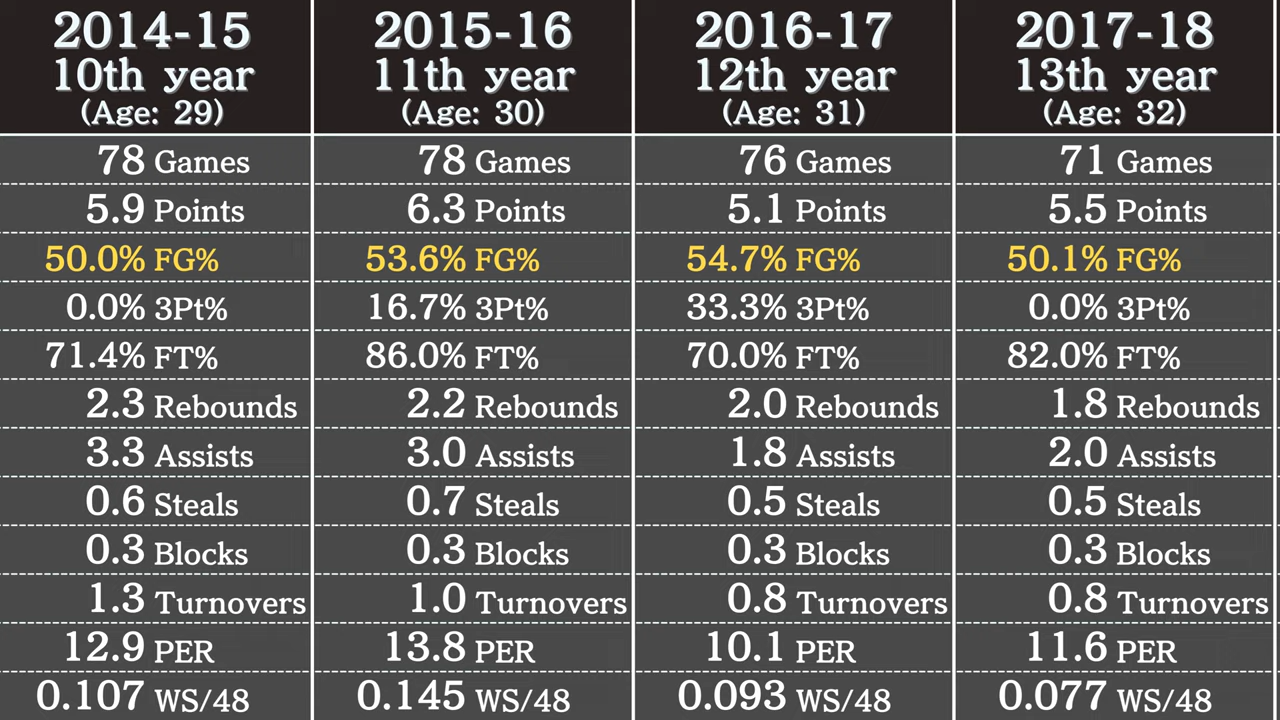 2014-15 2015-16 2016-17 2017-18
10th year 11th year 12th year 13th year
(Age: 29) (Age: 30) (Age: 31) (Age: 32)
78 Games 78 Games 76 Games 71 Games
5.9 Points 6.3 Points 5.1 Points 5.5 Points
50.0% FG% 53.6% FG% 54.7% FG% 50.1% FG%
0.0% 3Pt% 16.7% 3Pt% 33.3% 3Pt% 0.0% 3Pt%
71.4% FT% 86.0% FT% 70.0% FT% 82.0% FT%
2.3 Rebounds 2.2 Rebounds 2.0 Rebounds 1.8 Rebounds
3.3 Assists 3.0 Assists 1.8 Assists 2.0 Assists
0.6 Steals 0.7 Steals 0.5 Steals 0.5 Steals
0.3 Blocks 0.3 Blocks 0.3 Blocks 0.3 Blocks
1.3 Turnovers 1.0 Turnovers 0.8 Turnovers 0.8 Turnovers
12.9 PER 13.8 PER 10.1 PER 11.6 PER
0.107 WS/48 0.145 WS/48 0.093 WS/48 0.077 WS/48